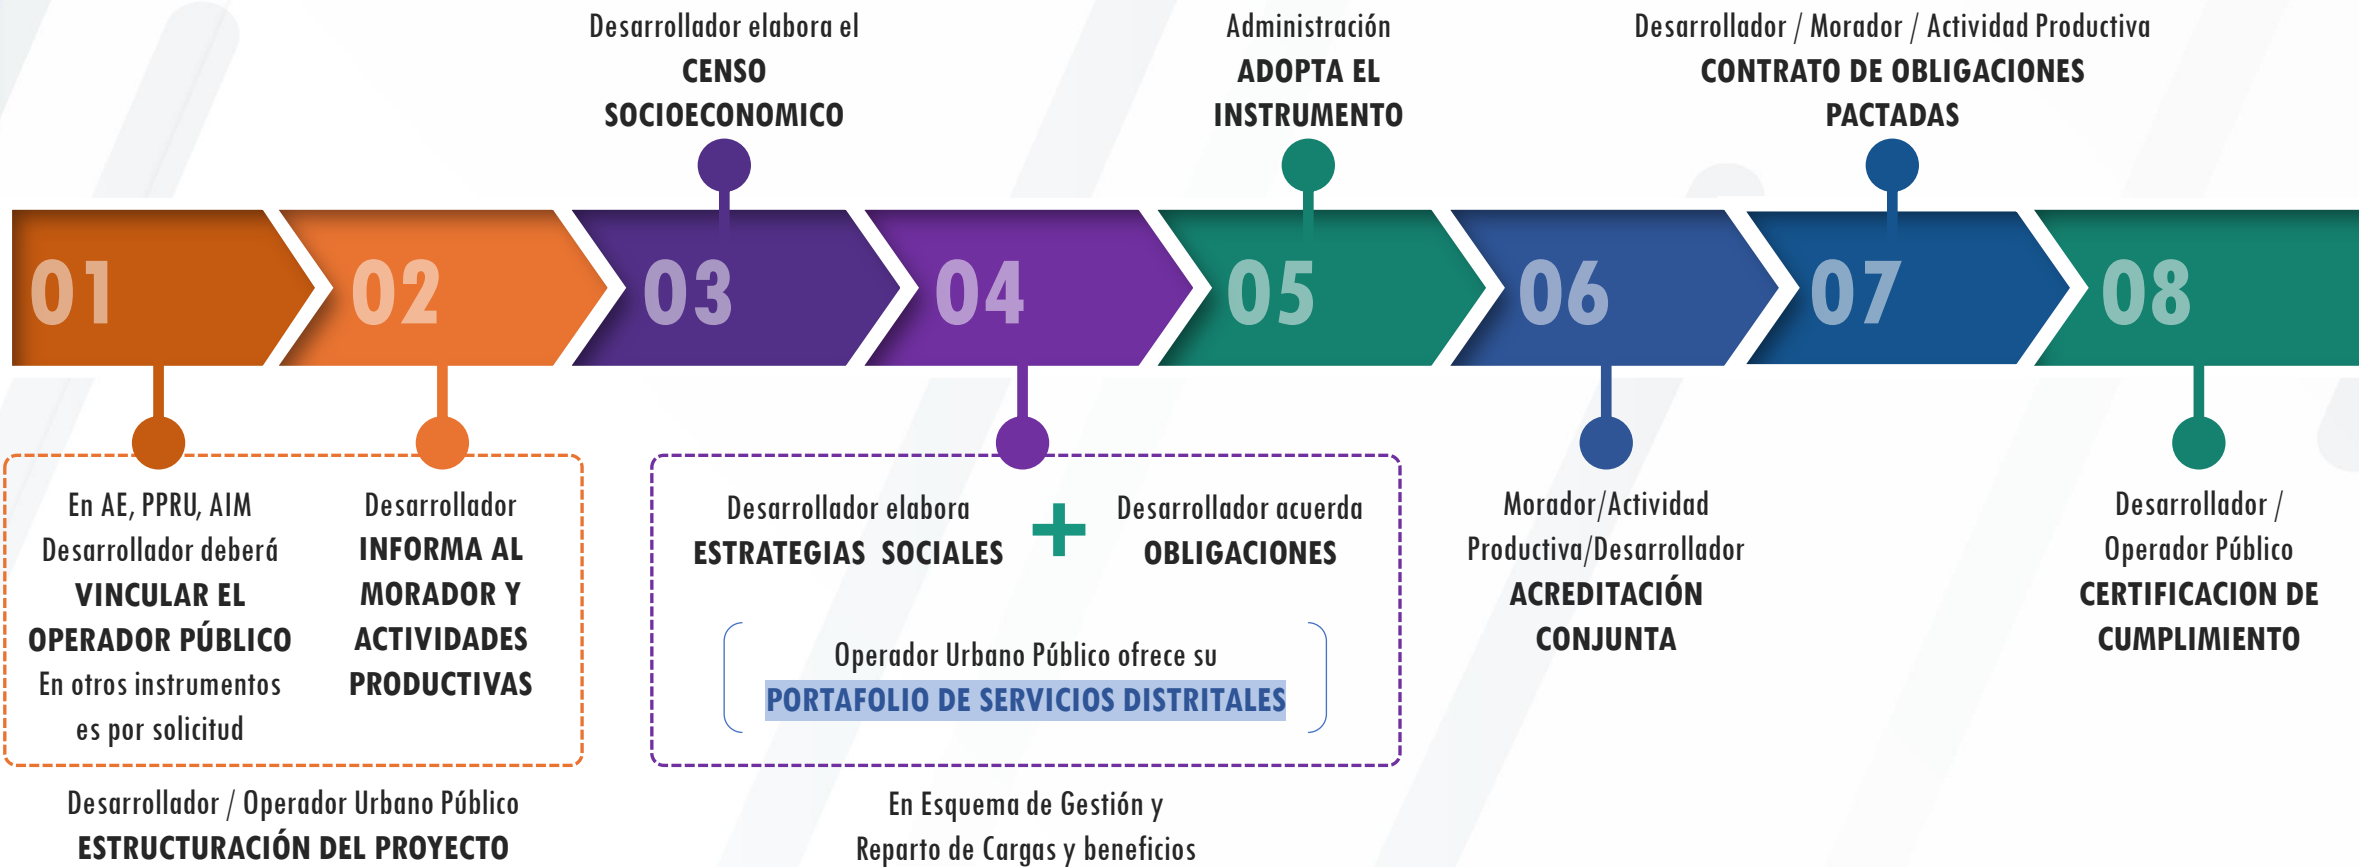 Desarrollador elabora el
CENSO
SOCIOECONOMICO
Administración
ADOPTA EL
INSTRUMENTO
Desarrollador / Morador / Actividad Productiva
CONTRATO DE OBLIGACIONES
PACTADAS
01
02
03
04
05
06
07
08
En AE, PPRU, AIM
Desarrollador deberá
VINCULAR EL
OPERADOR PÚBLICO
En otros instrumentos
es por solicitud
Desarrollador
INFORMA AL
MORADOR Y
ACTIVIDADES
PRODUCTIVAS
Desarrollador / Operador Urbano Público
ESTRUCTURACIÓN DEL PROYECTO
Desarrollador elabora
ESTRATEGIAS SOCIALES
+
Desarrollador acuerda
OBLIGACIONES
Operador Urbano Público ofrece su
PORTAFOLIO DE SERVICIOS DISTRITALES
En Esquema de Gestión y
Reparto de Cargas y beneficios
Morador/Actividad
Productiva/Desarrollador
ACREDITACIÓN
CONJUNTA
Desarrollador /
Operador Público
CERTIFICACION DE
CUMPLIMIENTO